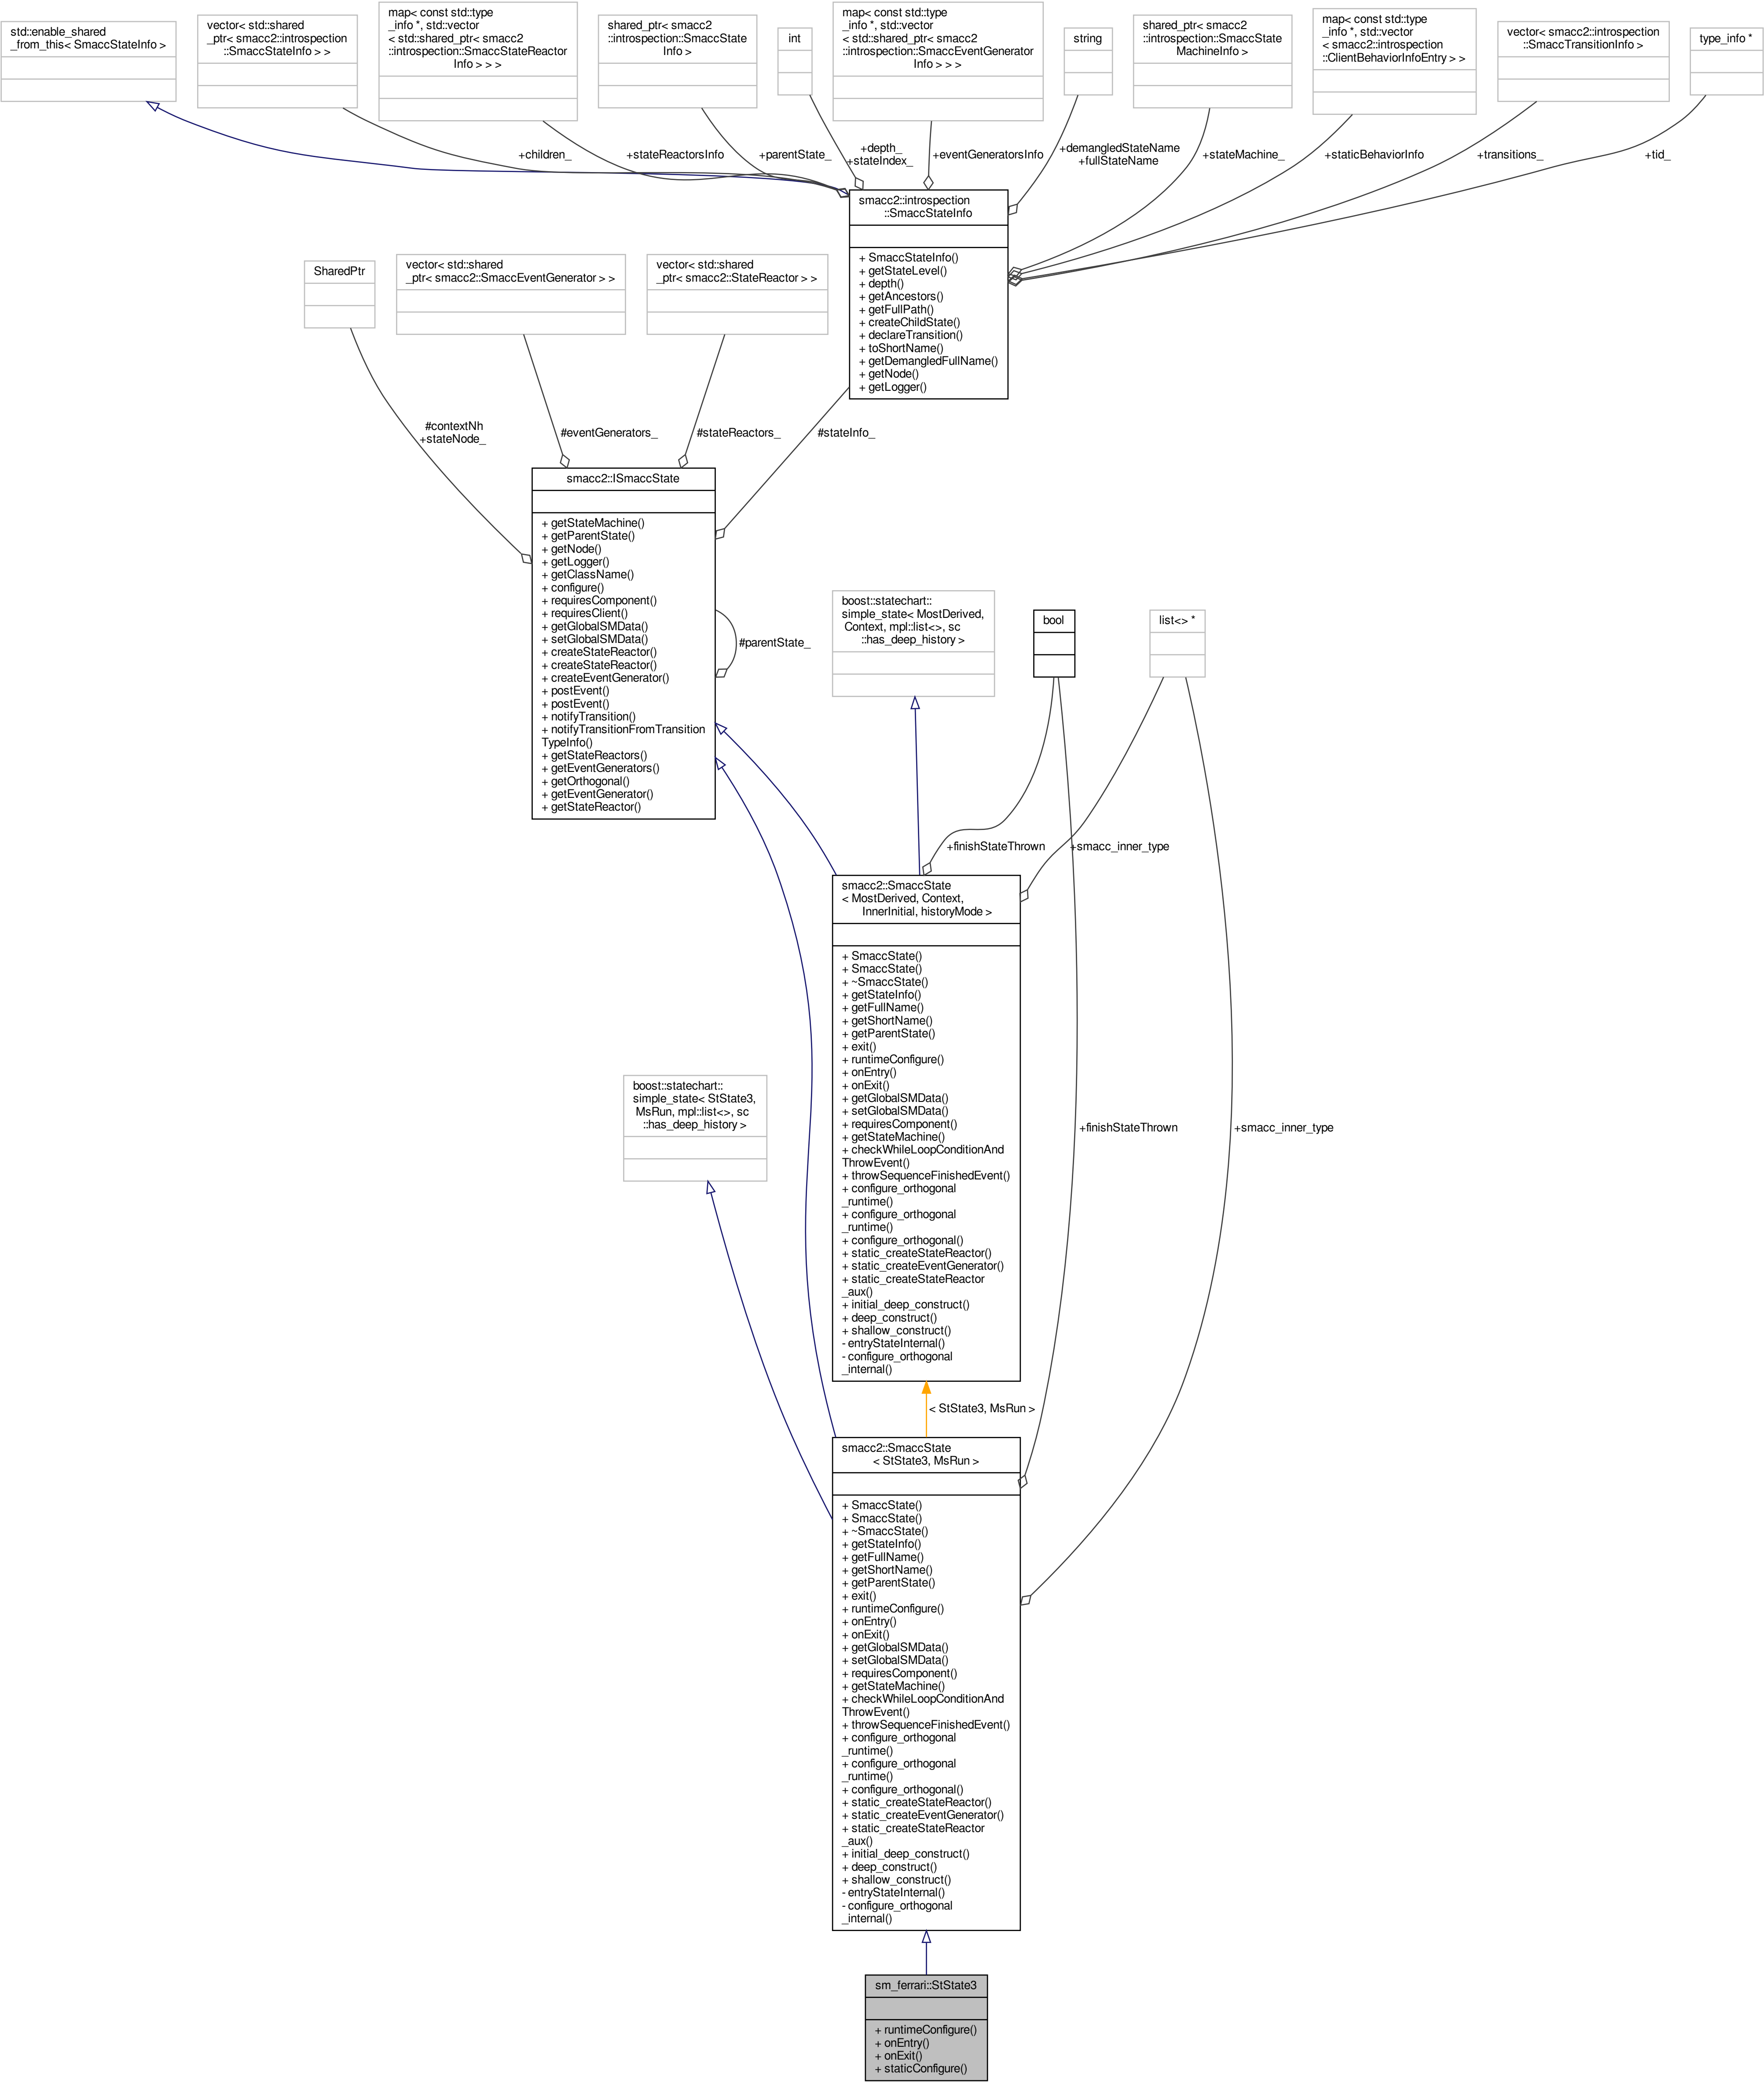 std::enable_shared
_from_this< SmaccStateInfo >
vector< std::shared
_ptr< smacc2::introspection
::SmaccStateInfo > >
map< const std::type
_info *, std::vector
< std::shared_ptr< smacc2
::introspection::SmaccStateReactor
Info > > >
shared_ptr< smacc2
::introspection::SmaccState
Info >
int
map< const std::type
_info *, std::vector
< std::shared_ptr< smacc2
::introspection::SmaccEventGenerator
Info > > >
string
shared_ptr< smacc2
::introspection::SmaccState
MachineInfo >
map< const std::type
_info *, std::vector
< smacc2::introspection
::ClientBehaviorInfoEntry > >
vector< smacc2::introspection
::SmaccTransitionInfo >
type_info *
+children_
+stateReactorsInfo
+parentState_
+depth_
+stateIndex_
+eventGeneratorsInfo
+demangledStateName
+fullStateName
+stateMachine_
+staticBehaviorInfo
+transitions_
+tid_
smacc2::introspection
::SmaccStateInfo
+ SmaccStateInfo()
+ getStateLevel()
+ depth()
+ getAncestors()
+ getFullPath()
+ createChildState()
+ declareTransition()
+ toShortName()
+ getDemangledFullName()
+ getNode()
+ getLogger()
SharedPtr
vector< std::shared
_ptr< smacc2::SmaccEventGenerator > >
vector< std::shared
_ptr< smacc2::StateReactor > >
#contextNh
+stateNode_
#eventGenerators_
#stateReactors_
#stateInfo_
smacc2::ISmaccState
+ getStateMachine()
+ getParentState()
+ getNode()
+ getLogger()
+ getClassName()
+ configure()
+ requiresComponent()
+ requiresClient()
+ getGlobalSMData()
+ setGlobalSMData()
+ createStateReactor()
+ createStateReactor()
+ createEventGenerator()
+ postEvent()
+ postEvent()
+ notifyTransition()
+ notifyTransitionFromTransition
TypeInfo()
+ getStateReactors()
+ getEventGenerators()
+ getOrthogonal()
+ getEventGenerator()
+ getStateReactor()
#parentState_
boost::statechart::
simple_state< MostDerived,
Context, mpl::list<>, sc
::has_deep_history >
bool
list<> *
+finishStateThrown
+smacc_inner_type
smacc2::SmaccState
< MostDerived, Context,
InnerInitial, historyMode >
+ SmaccState()
+ SmaccState()
+ ~SmaccState()
+ getStateInfo()
+ getFullName()
+ getShortName()
+ getParentState()
+ exit()
+ runtimeConfigure()
+ onEntry()
+ onExit()
+ getGlobalSMData()
+ setGlobalSMData()
+ requiresComponent()
+ getStateMachine()
+ checkWhileLoopConditionAnd
ThrowEvent()
+ throwSequenceFinishedEvent()
+ configure_orthogonal
_runtime()
+ configure_orthogonal
_runtime()
+ configure_orthogonal()
+ static_createStateReactor()
+ static_createEventGenerator()
+ static_createStateReactor
_aux()
+ initial_deep_construct()
+ deep_construct()
+ shallow_construct()
- entryStateInternal()
- configure_orthogonal
_internal()
boost::statechart::
simple_state< StState3,
MsRun, mpl::list<>, sc
::has_deep_history >
+finishStateThrown
+smacc_inner_type
< StState3, MsRun >
smacc2::SmaccState
< StState3, MsRun >
+ SmaccState()
+ SmaccState()
+ ~SmaccState()
+ getStateInfo()
+ getFullName()
+ getShortName()
+ getParentState()
+ exit()
+ runtimeConfigure()
+ onEntry()
+ onExit()
+ getGlobalSMData()
+ setGlobalSMData()
+ requiresComponent()
+ getStateMachine()
+ checkWhileLoopConditionAnd
ThrowEvent()
+ throwSequenceFinishedEvent()
+ configure_orthogonal
_runtime()
+ configure_orthogonal
_runtime()
+ configure_orthogonal()
+ static_createStateReactor()
+ static_createEventGenerator()
+ static_createStateReactor
_aux()
+ initial_deep_construct()
+ deep_construct()
+ shallow_construct()
- entryStateInternal()
- configure_orthogonal
_internal()
sm_ferrari::StState3
+ runtimeConfigure()
+ onEntry()
+ onExit()
+ staticConfigure()